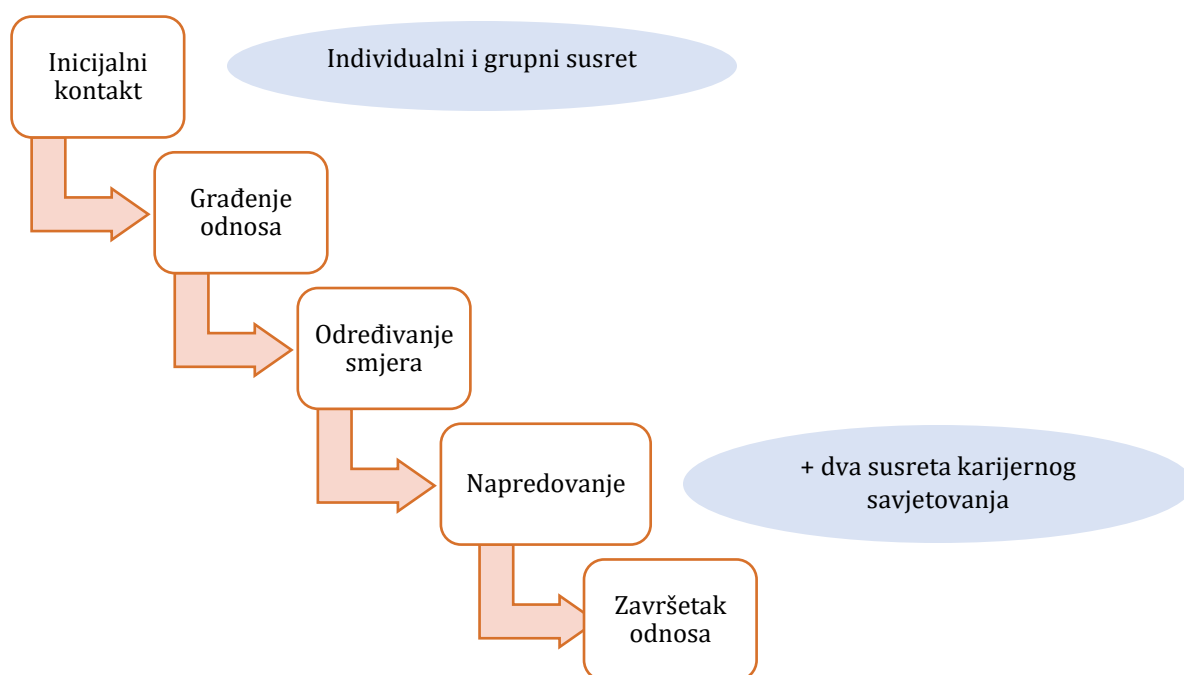 Inicijalni
kontakt
Individualni i grupni susret
Građenje
odnosa
Određivanje
smjera
Napredovanje
+ dva susreta karijernog
savjetovanja
Završetak
odnosa